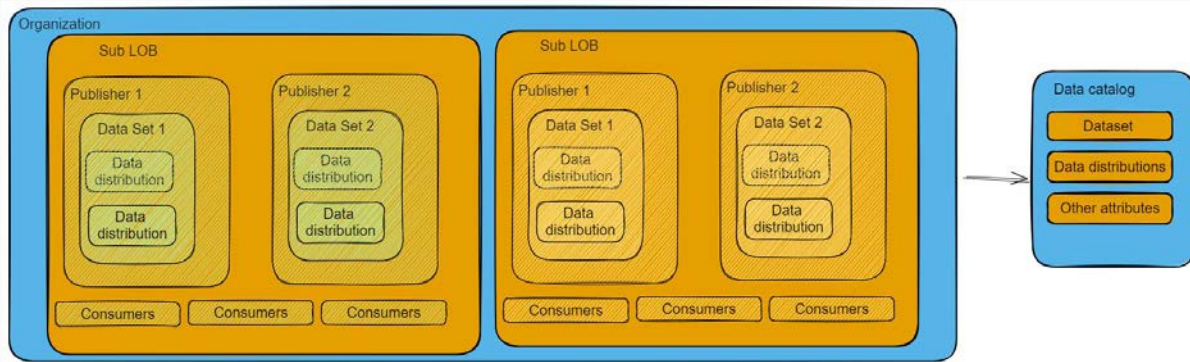 Organization
Sub LOB
Publisher 1
Data Set 1
Data
distribution
Data
distribution
Publisher 2
Data Set 2
Data
distribution
Data
distribution
Consumers
Consumers
Consumers
Sub LOB
Publisher 1
Data Set 1
Data
distribution
Data
distribution
Publisher 2
Data Set 2
Data
distribution
Data
distribution
Consumers
Consumers
Consumers
Data catalog
Dataset
Data distributions
Other attributes